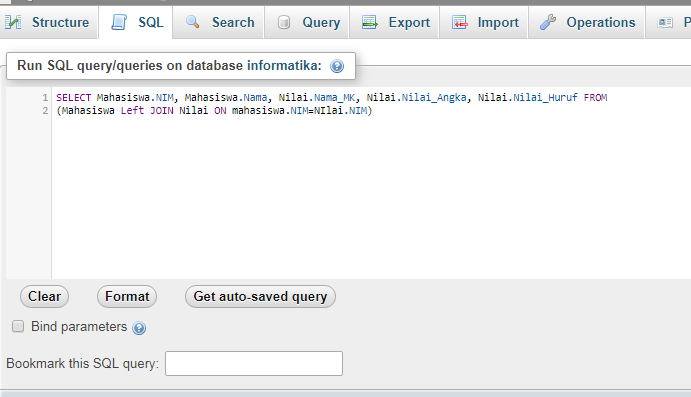 Structure SQL Search Query Export Import Operations P
Run SQL query/queries on database informatika:
1 SELECT Mahasiswa.NIM, Mahasiswa.Nama, Nilai.Nama_MK, Nilai.Nilai_Angka, Nilai.Nilai_Huruf FROM
2 (Mahasiswa Left JOIN Nilai ON mahasiswa.NIM=NIlai.NIM)
Clear Format Get auto-saved query
Bind parameters
Bookmark this SQL query: